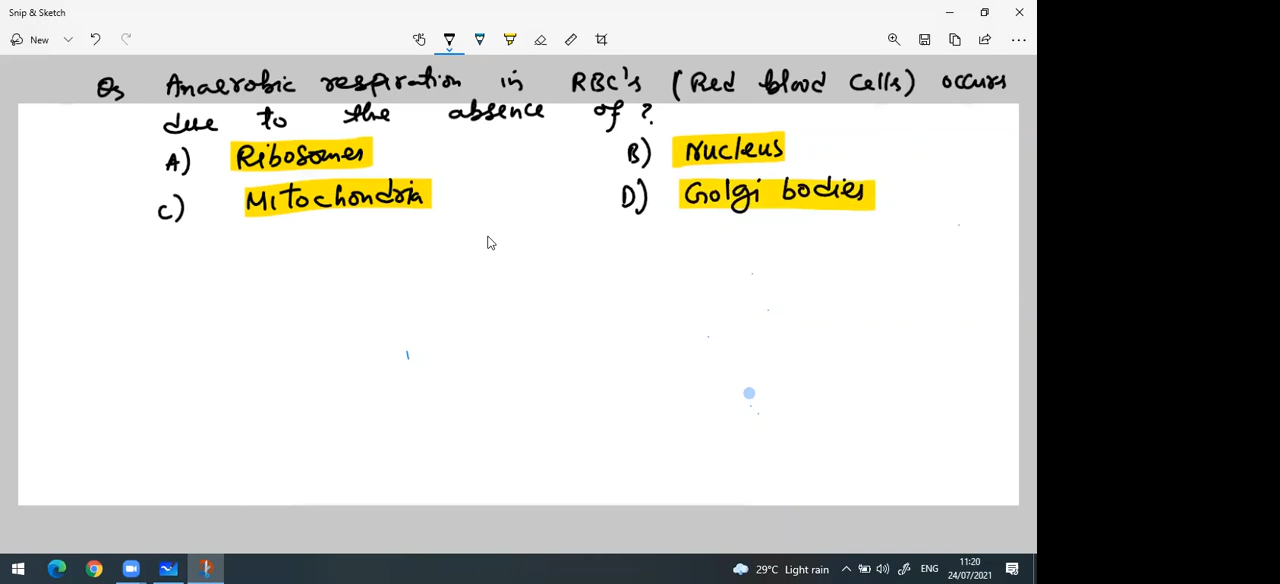 Snip & Sketch
New
Qs Anaerobic respiration in RBC's (Red blood cells) occurs
due to the absence of ?
A) Ribosomes B) Nucleus
C) Mitochondria D) Golgi bodies
29°C Light rain ENG 11:20
24/07/2021